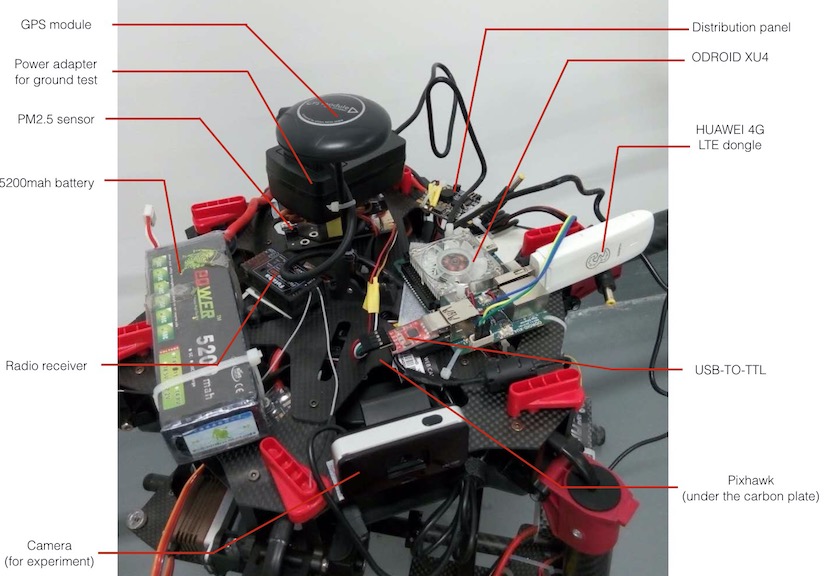 GPS module
Power adapter
for ground test
PM2.5 sensor
5200mah battery
Radio receiver
Camera
(for experiment)
Distribution panel
ODROID XU4
HUAWEI 4G
LTE dongle
USB-TO-TTL
Pixhawk
(under the carbon plate)
POWER
520
mah